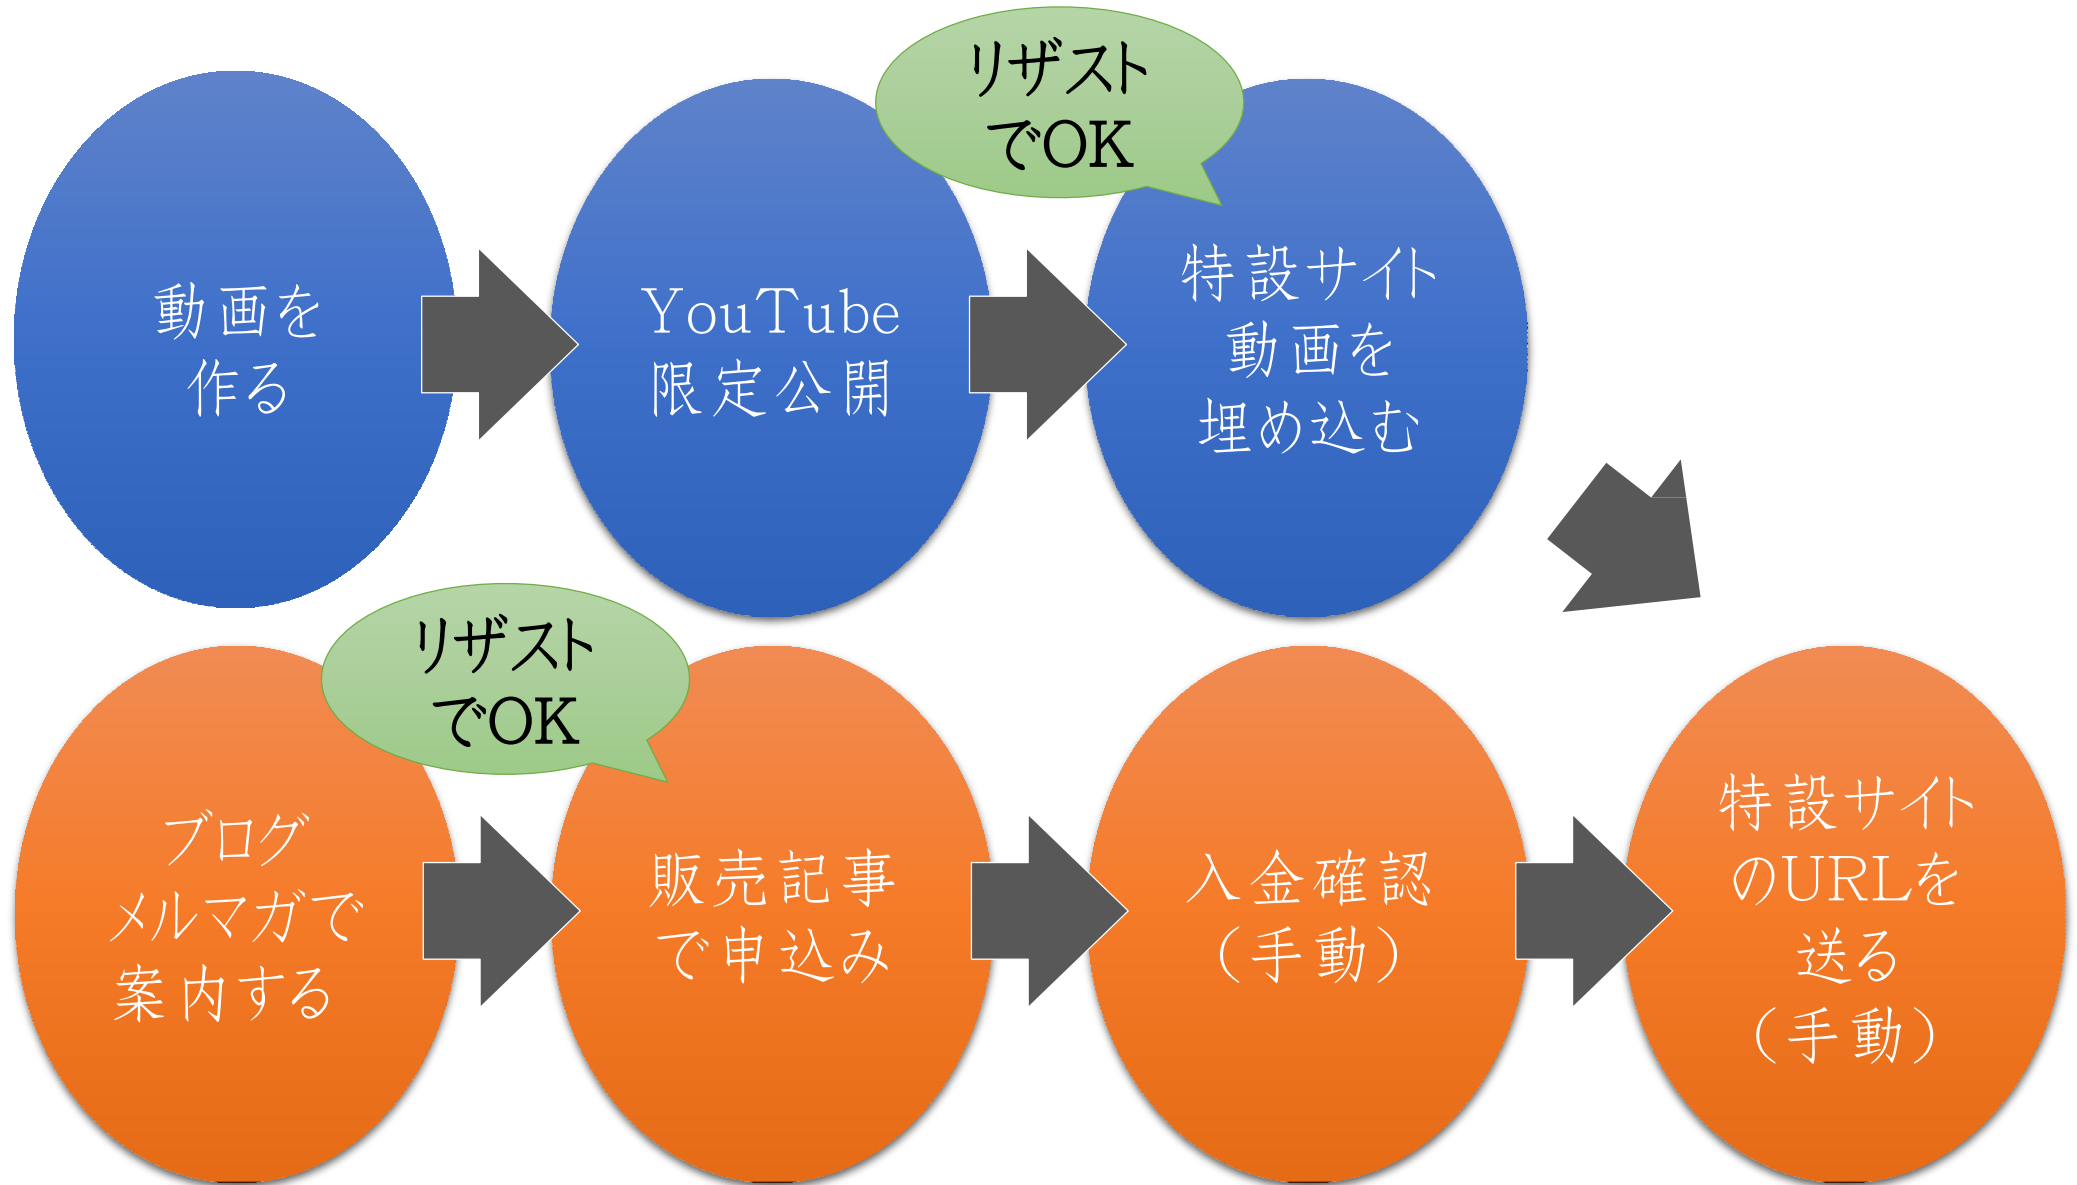 動画を
作る
YouTube
限定公開
リザスト
でOK
特設サイト
動画を
埋め込む
ブログ
メルマガで
案内する
リザスト
でOK
販売記事
で申込み
入金確認
（手動）
特設サイト
のURLを
送る
（手動）